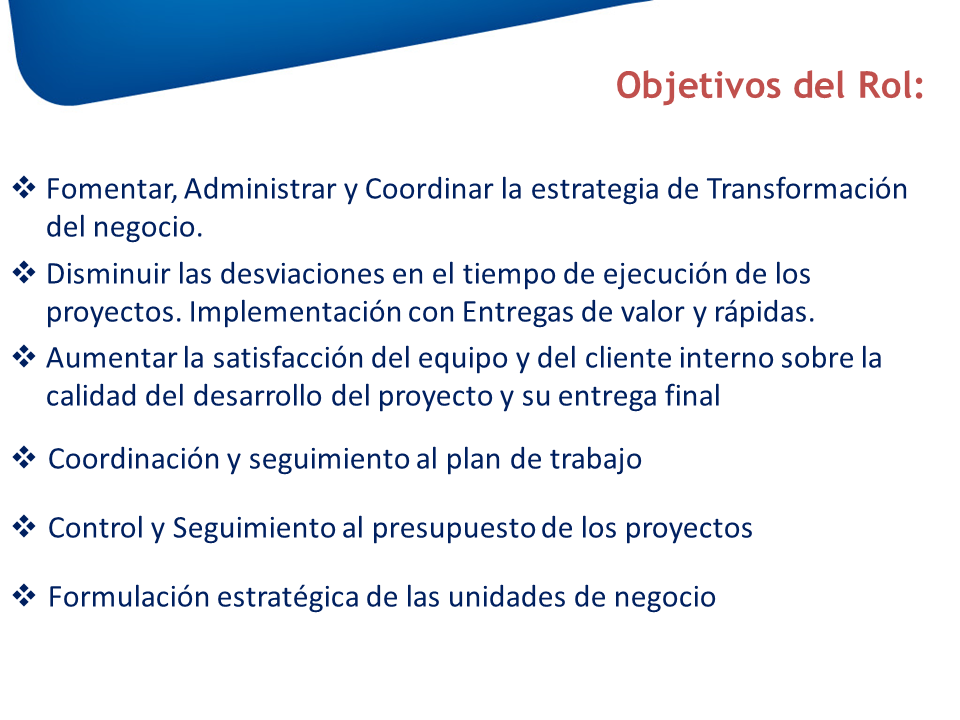 Objetivos del Rol:
❖ Fomentar, Administrar y Coordinar la estrategia de Transformación
del negocio.
❖ Disminuir las desviaciones en el tiempo de ejecución de los
proyectos. Implementación con Entregas de valor y rápidas.
❖ Aumentar la satisfacción del equipo y del cliente interno sobre la
calidad del desarrollo del proyecto y su entrega final
❖ Coordinación y seguimiento al plan de trabajo
❖ Control y Seguimiento al presupuesto de los proyectos
❖ Formulación estratégica de las unidades de negocio